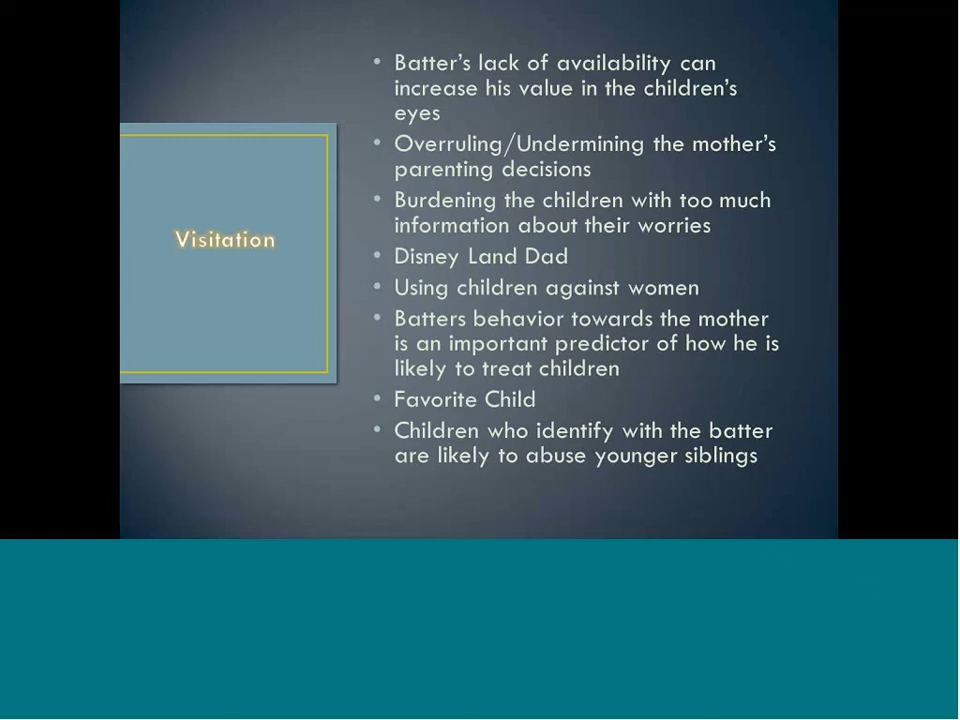 Visitation
• Batter’s lack of availability can
increase his value in the children’s
eyes
• Overruling/Undermining the mother’s
parenting decisions
• Burdening the children with too much
information about their worries
• Disney Land Dad
• Using children against women
• Batters behavior towards the mother
is an important predictor of how he is
likely to treat children
• Favorite Child
• Children who identify with the batter
are likely to abuse younger siblings